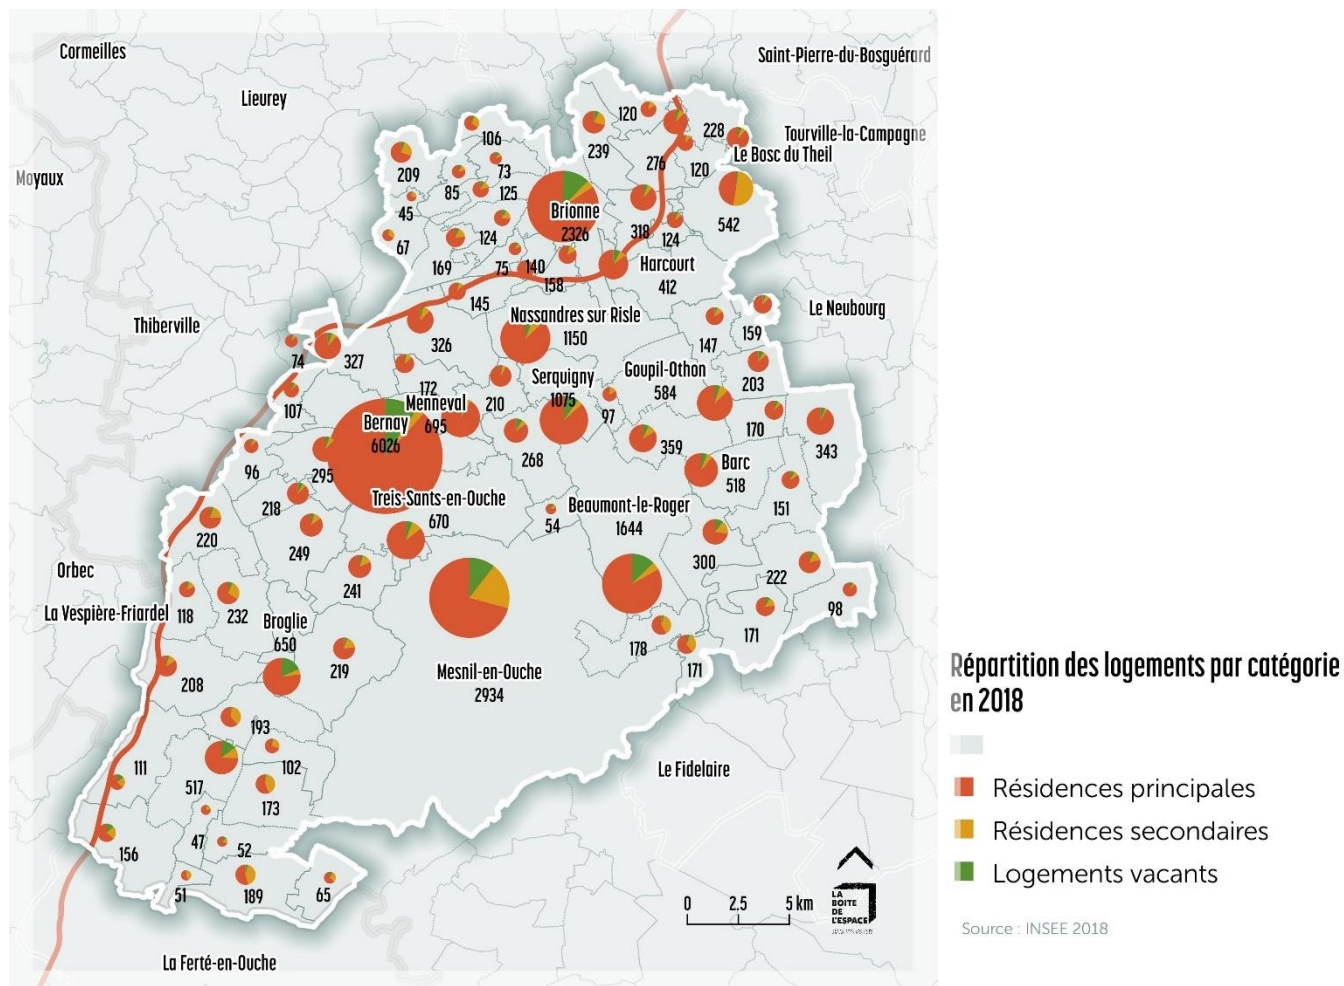 Cormeilles
Saint-Pierre-du-Bosguérard
Lieurey
120
106
228
Tourville-la-Campagne
239
Le Bosc du Theil
276
120
209
73
Moyaux
85
125
45
Brionne
2326
318
124
542
67
124
169
75
140
158
Harcourt
412
145
Nassandres sur Risle
1150
Le Neubourg
159
147
Thiberville
326
74
327
172
210
Serquigny
1075
Goupil-Othon
584
203
107
Menneval
695
97
170
Bernay
6026
268
359
343
96
295
Barc
518
151
218
Treis-Sants-en-Ouche
670
Beaumont-le-Roger
1644
54
220
249
300
222
Orbec
241
98
La Vespière-Friardel
118
232
Broglie
650
171
178
219
171
208
Mesnil-en-Ouche
2934
193
102
111
517
173
Le Fidelaire
47
52
156
51
189
65
0 2.5 5 km
LA
BOITE
DE
L'ESPACE
La Ferté-en-Ouche
Répartition des logements par catégorie
en 2018
Résidences principales
Résidences secondaires
Logements vacants
Source : INSEE 2018